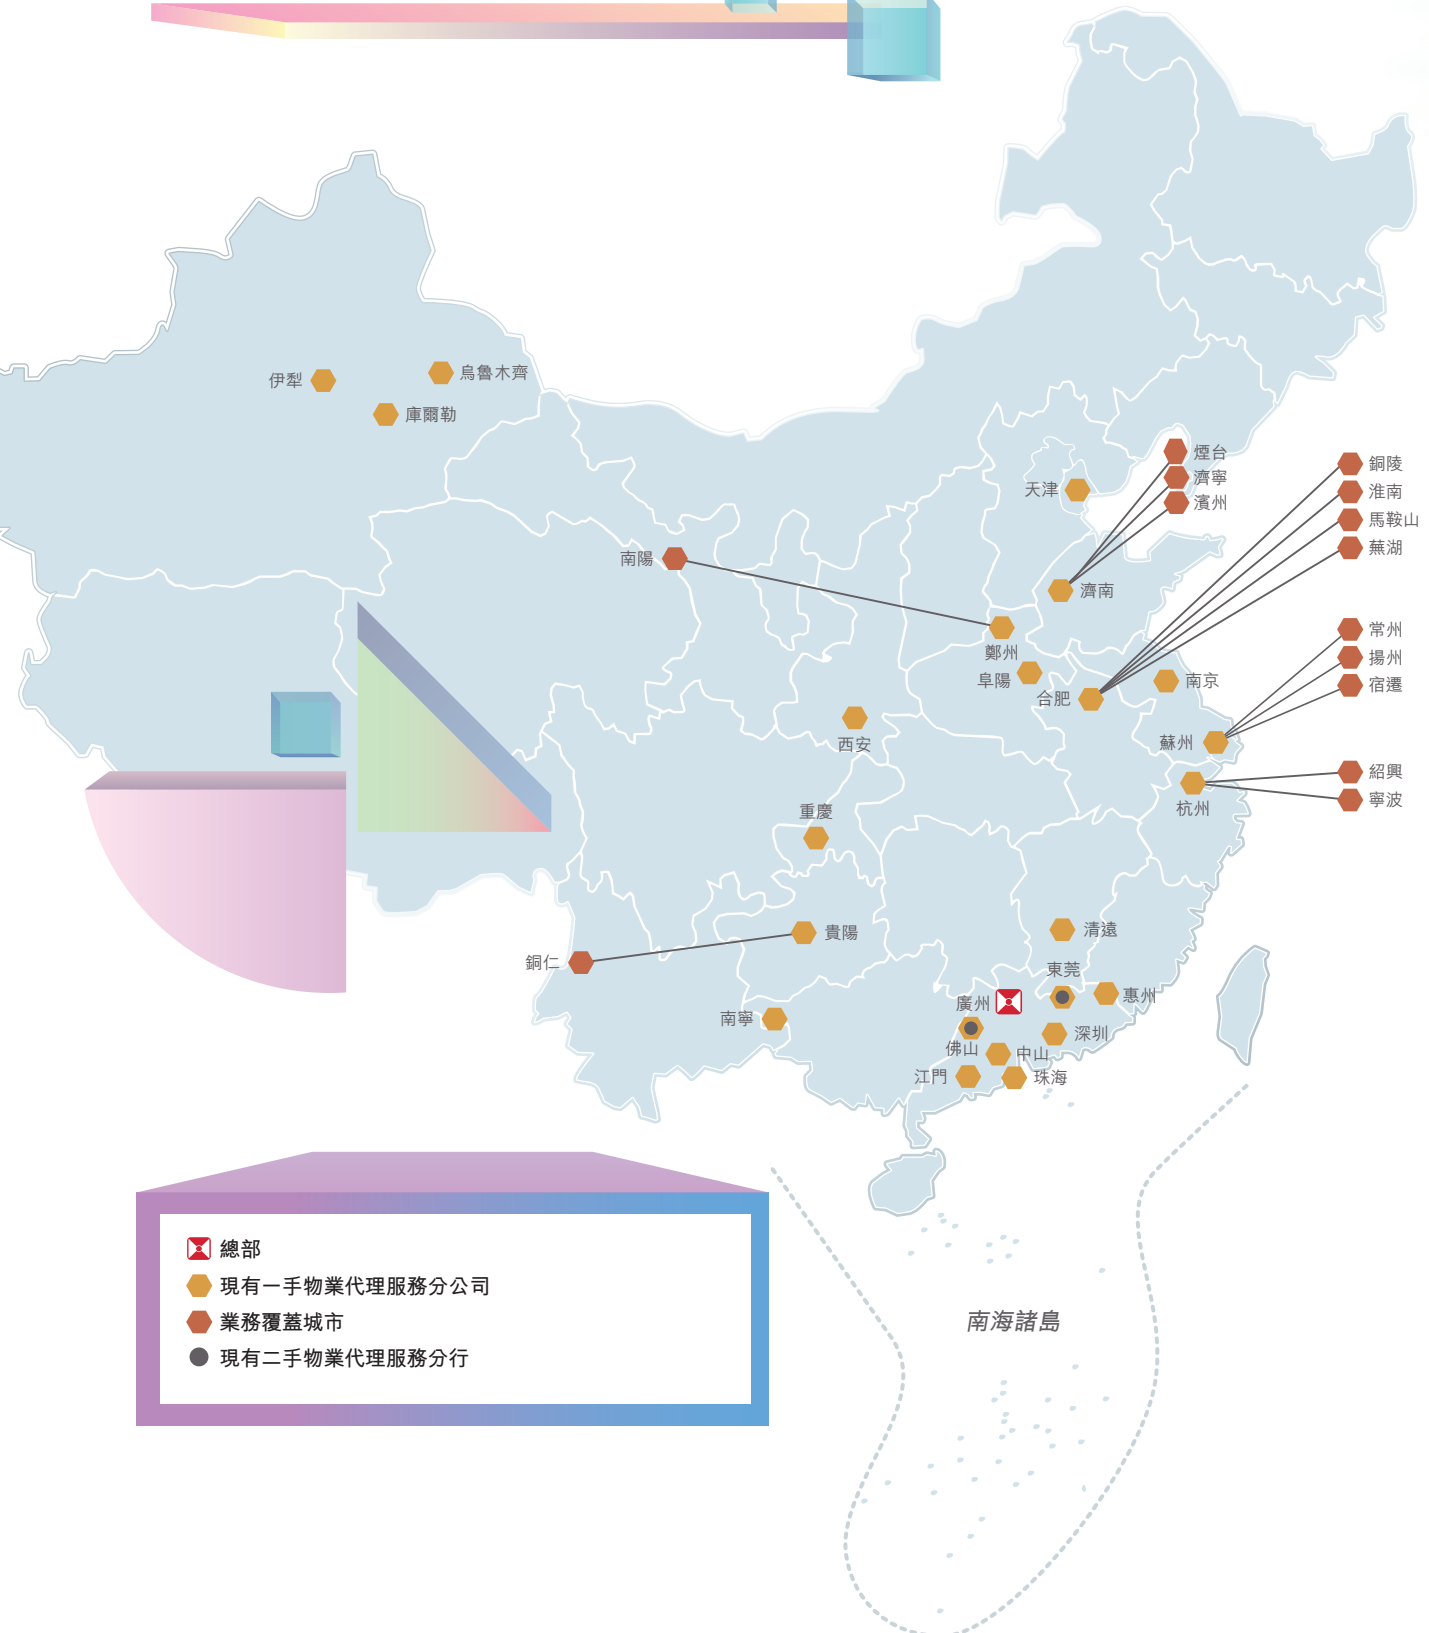 伊犁
烏魯木齊
庫爾勒
天津
煙台
濟寧
濱州
銅陵
淮南
馬鞍山
蕪湖
南陽
濟南
鄭州
阜陽
合肥
南京
常州
揚州
宿遷
蘇州
西安
紹興
寧波
杭州
重慶
貴陽
銅仁
清遠
東莞
惠州
廣州
南寧
佛山
深圳
中山
江門
珠海
總部
現有一手物業代理服務分公司
業務覆蓋城市
現有二手物業代理服務分行
南海諸島